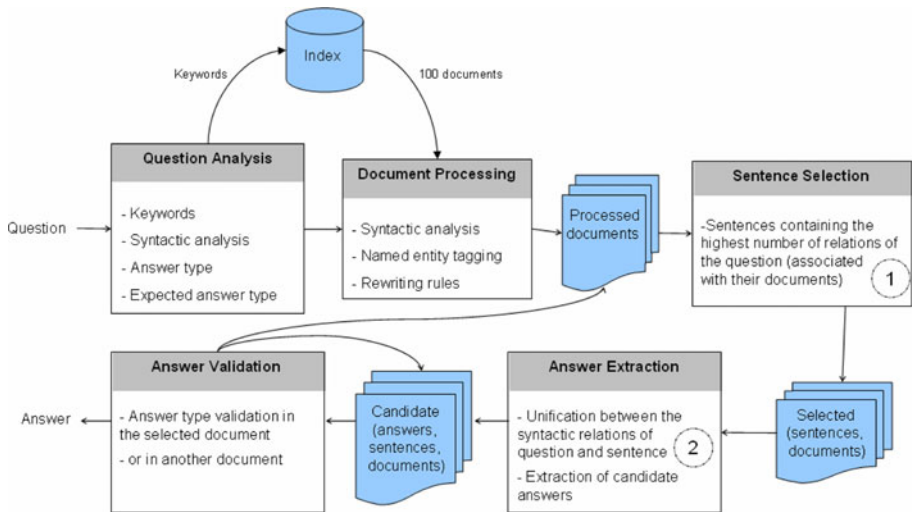 Index
Keywords
100 documents
Question Analysis
- Keywords
- Syntactic analysis
- Answer type
- Expected answer type
Document Processing
- Syntactic analysis
- Named entity tagging
- Rewriting rules
Processed
documents
Sentence Selection
-Sentences containing the
highest number of relations of
the question (associated
with their documents)
1
Question
Answer Validation
- Answer type validation in
the selected document
- or in another document
Candidate
(answers,
sentences,
documents)
Answer Extraction
- Unification between the
syntactic relations of
question and sentence
- Extraction of candidate
answers
2
Selected
(sentences,
documents)
Answer